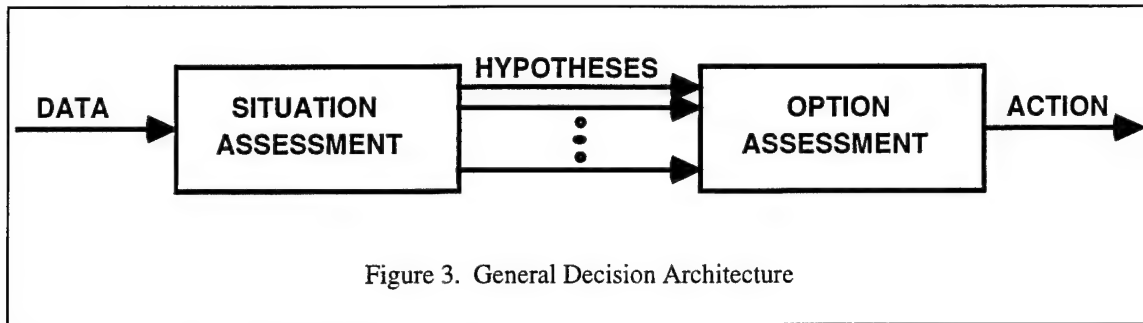 HYPOTHESES
DATA
SITUATION
ASSESSMENT
OPTION
ASSESSMENT
ACTION
Figure 3. General Decision Architecture